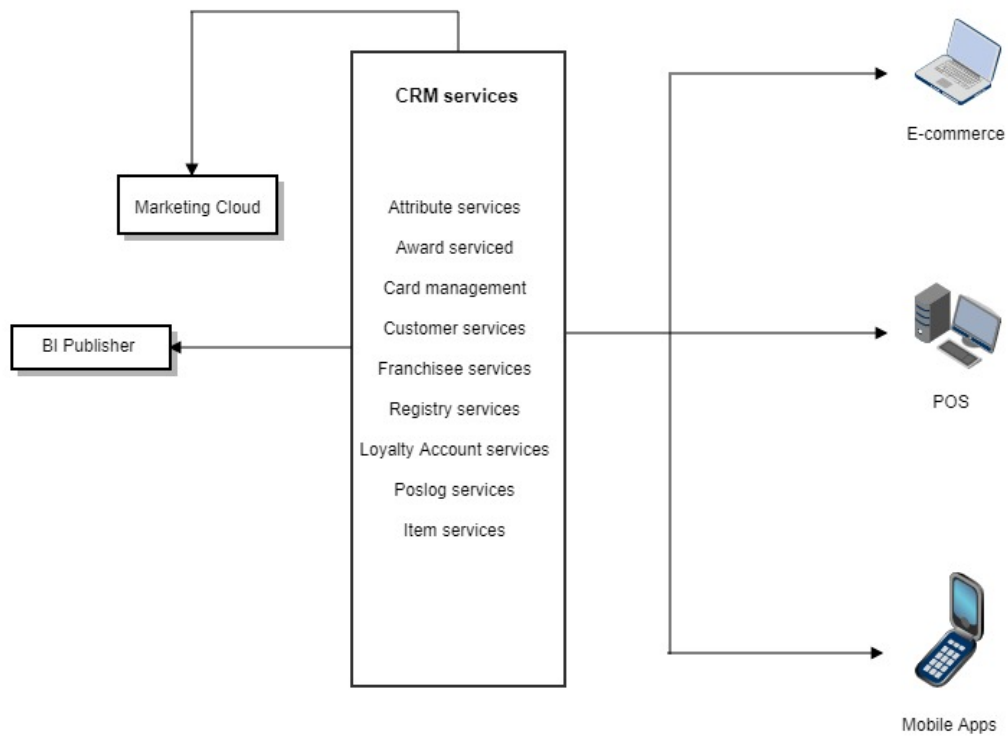 CRM services
Attribute services
Award serviced
Card management
Customer services
Franchisee services
Registry services
Loyalty Account services
Poslog services
Item services
Marketing Cloud
BI Publisher
E-commerce
POS
Mobile Apps